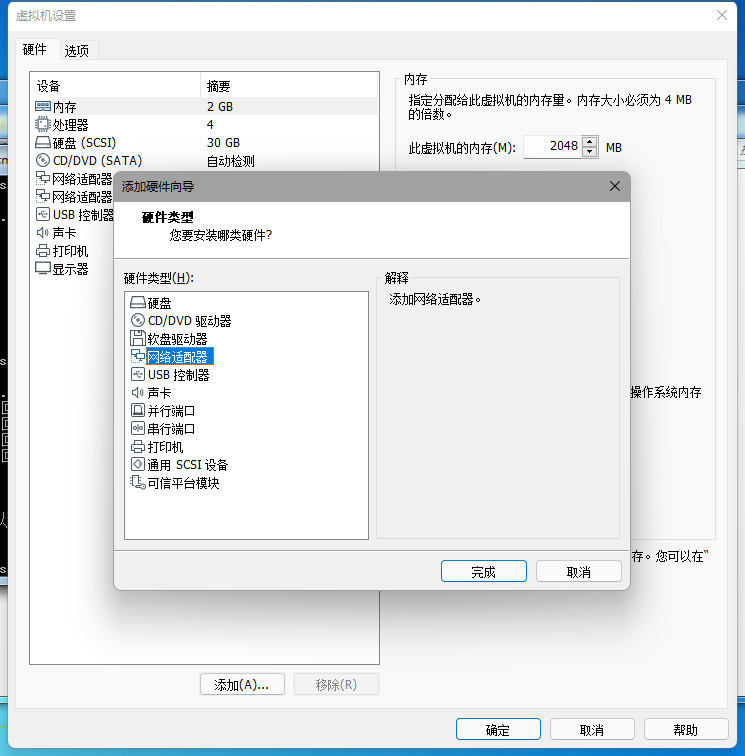 虚拟机设置
硬件 选项
设备 摘要
内存 2 GB
处理器 4
硬盘 (SCSI) 30 GB
CD/DVD (SATA) 自动检测
网络适配器
网络适配器
USB 控制器
声卡
打印机
显示器
内存
指定分配给此虚拟机的内存量。内存大小必须为 4 MB
的倍数。
此虚拟机的内存(M): 2048 MB
添加硬件向导
硬件类型
您要安装哪类硬件?
硬件类型(H):
硬盘
CD/DVD 驱动器
软盘驱动器
网络适配器
USB 控制器
声卡
并行端口
串行端口
打印机
通用 SCSI 设备
可信平台模块
解释
添加网络适配器。
完成 取消
操作系统内存
存。您可以在“
添加(A)... 移除(R)
确定 取消 帮助